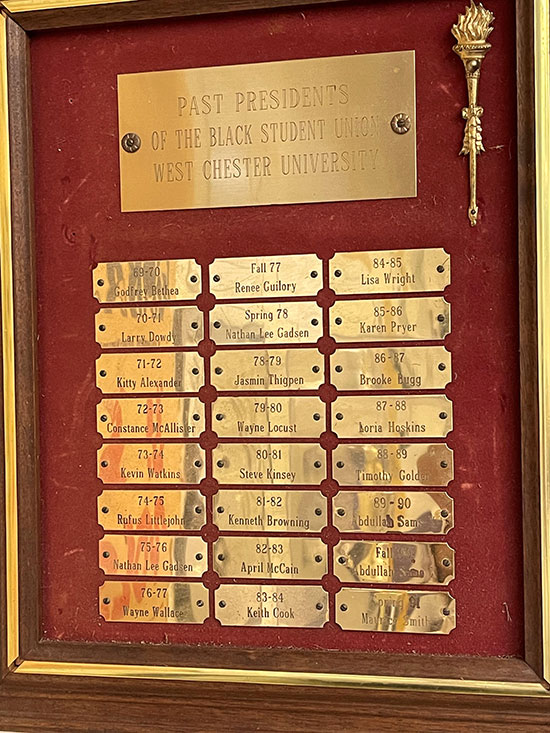 PAST PRESIDENTS
OF THE BLACK STUDENT UNION
WEST CHESTER UNIVERSITY
69-70
Godfrey Bethea
70-71
Larry Dowdy
71-72
Kitty Alexander
72-73
Constance McAllister
73-74
Kevin Watkins
74-75
Rufus Littlejohn
75-76
Nathan Lee Gadsen
76-77
Wayne Wallace
Fall 77
Renee Guilory
Spring 78
Nathan Lee Gadsen
78-79
Jasmin Thigpen
79-80
Wayne Locust
80-81
Steve Kinsey
81-82
Kenneth Browning
82-83
April McCain
83-84
Keith Cook
84-85
Lisa Wright
85-86
Karen Pryer
86-87
Brooke Bugg
87-88
Loria Hoskins
88-89
Timothy Golden
89-90
Abdullah Sams
Fall
Abdullah
Spring 91
Maurice Smith